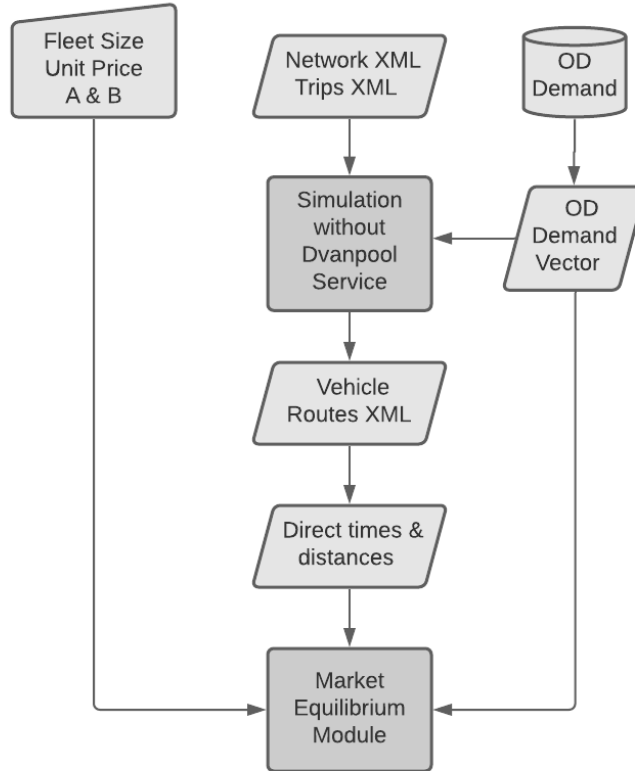 Fleet Size
Unit Price
A & B
Network XML
Trips XML
OD
Demand
Simulation
without
Dvanpool
Service
OD
Demand
Vector
Vehicle
Routes XML
Direct times &
distances
Market
Equilibrium
Module